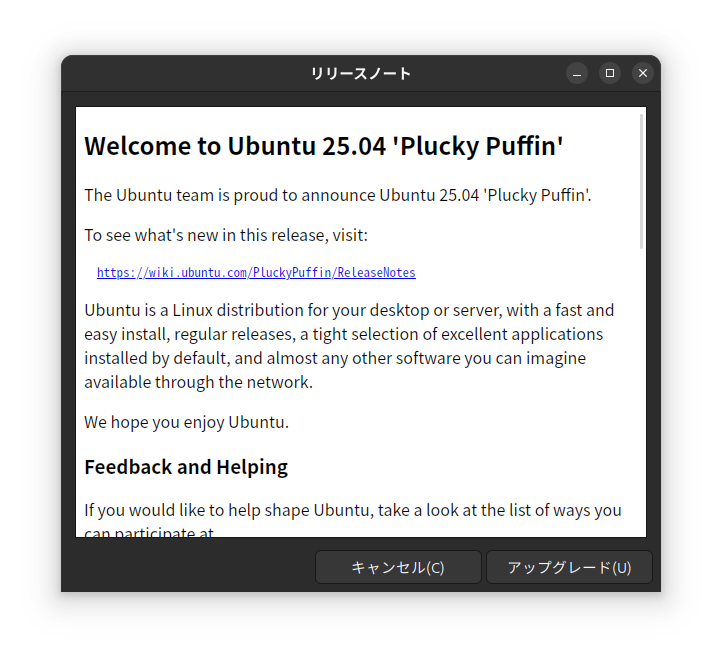 リリースノート
Welcome to Ubuntu 25.04 'Plucky Puffin'
The Ubuntu team is proud to announce Ubuntu 25.04 'Plucky Puffin'.
To see what's new in this release, visit:
https://wiki.ubuntu.com/PluckyPuffin/ReleaseNotes
Ubuntu is a Linux distribution for your desktop or server, with a fast and
easy install, regular releases, a tight selection of excellent applications
installed by default, and almost any other software you can imagine
available through the network.
We hope you enjoy Ubuntu.
Feedback and Helping
If you would like to help shape Ubuntu, take a look at the list of ways you
can participate at
キャンセル(C)
アップグレード(U)